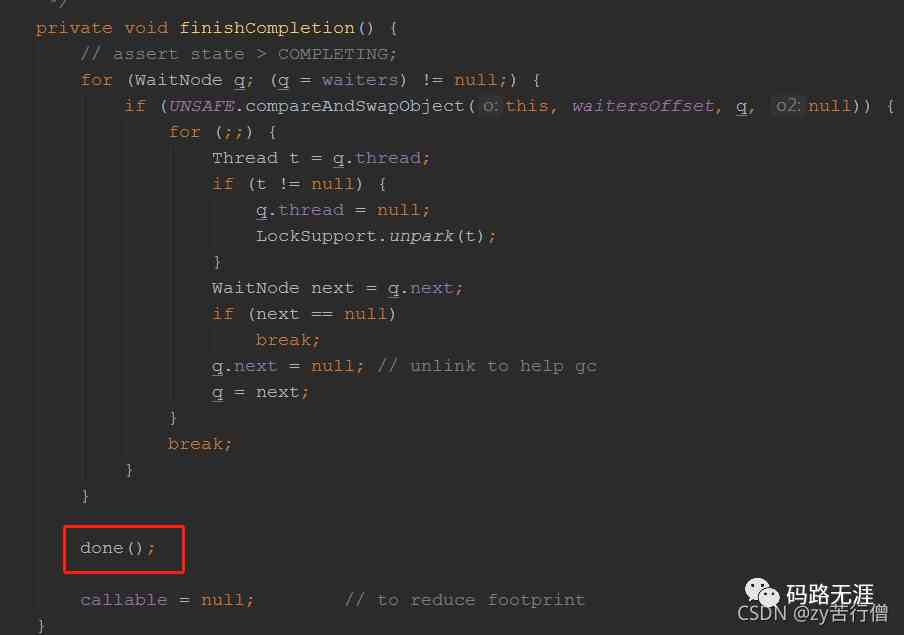 */
private void finishCompletion() {
// assert state > COMPLETING;
for (WaitNode q; (q = waiters) != null;) {
if (UNSAFE.compareAndSwapObject( o: this, waitersOffset, q, o2: null)) {
for (;;) {
Thread t = q.thread;
if (t != null) {
q.thread = null;
LockSupport.unpark(t);
}
WaitNode next = q.next;
if (next == null)
break;
q.next = null; // unlink to help gc
q = next;
}
break;
}
}
done();
callable = null; // to reduce footprint
}
码路无涯
CSDN @zy苦行僧